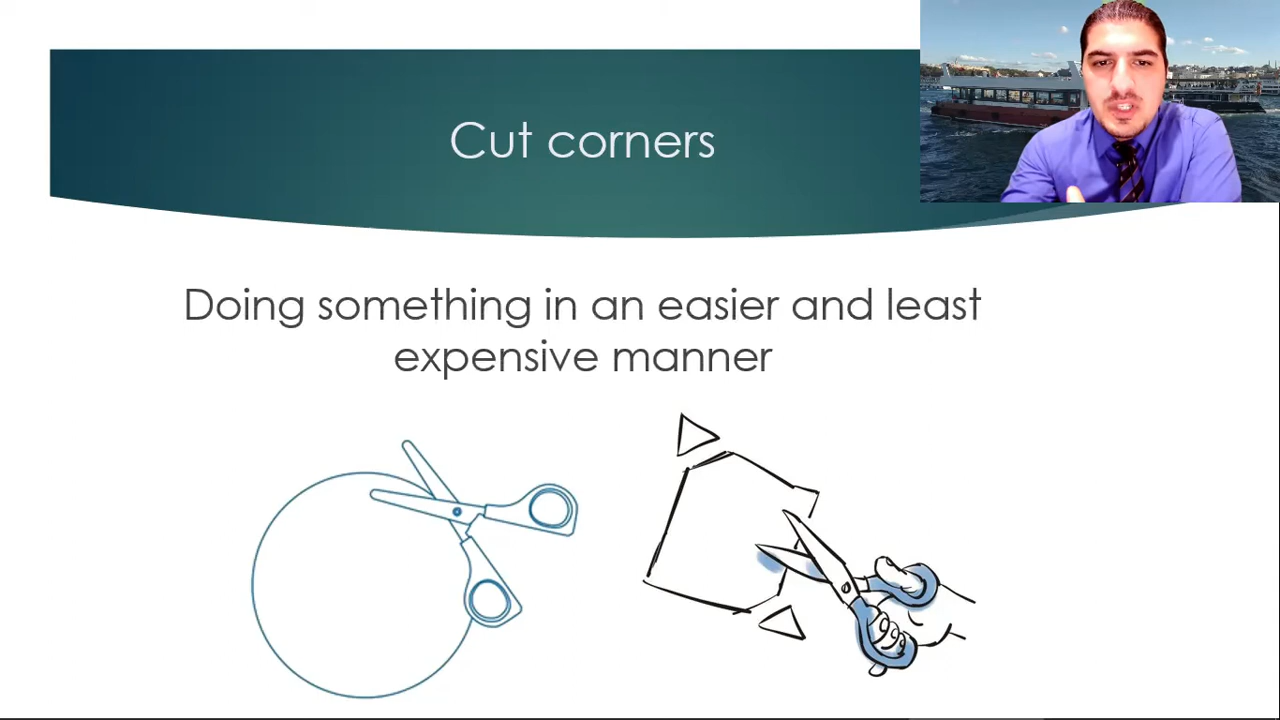 Cut corners
Doing something in an easier and least
expensive manner